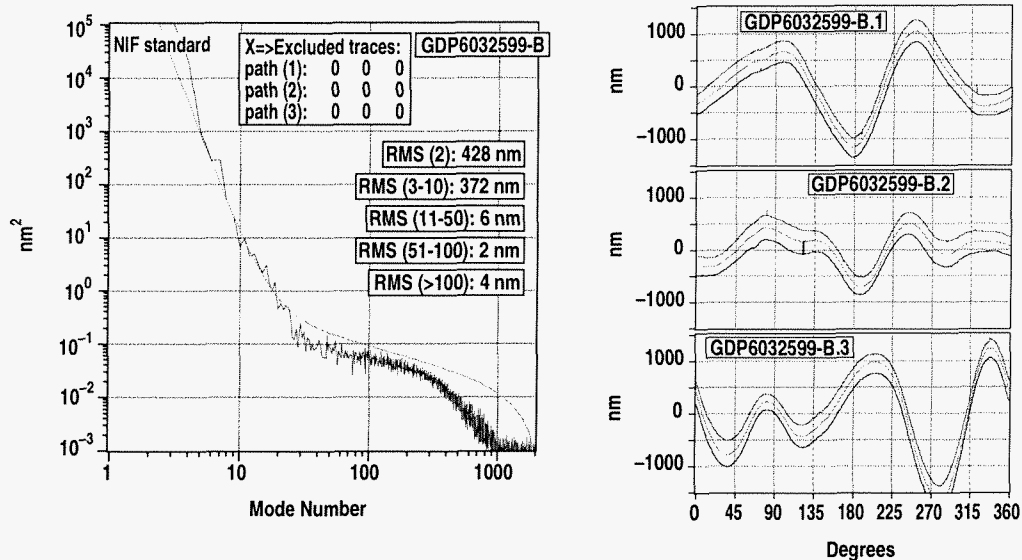 10^5
10^4
10^3
10^2
10^1
10^0
10^-1
10^-2
10^-3
nm^2
NIF standard
X=>Excluded traces:
path (1): 0 0 0
path (2): 0 0 0
path (3): 0 0 0
GDP6032599-B
RMS (2): 428 nm
RMS (3-10): 372 nm
RMS (11-50): 6 nm
RMS (51-100): 2 nm
RMS (>100): 4 nm
1 10 100 1000
Mode Number
GDP6032599-B.1
1000
0
−1000
nm
GDP6032599-B.2
1000
0
−1000
nm
GDP6032599-B.3
1000
0
−1000
nm
0 45 90 135 180 225 270 315 360
Degrees